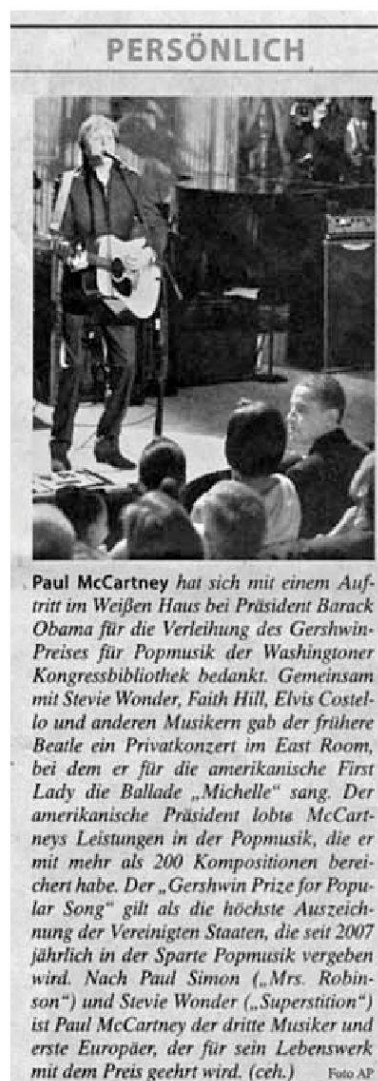 PERSÖNLICH
Paul McCartney hat sich mit einem Auf-
tritt im Weißen Haus bei Präsident Barack
Obama für die Verleihung des Gershwin-
Preises für Popmusik der Washingtoner
Kongressbibliothek bedankt. Gemeinsam
mit Stevie Wonder, Faith Hill, Elvis Costel-
lo und anderen Musikern gab der frühere
Beatle ein Privatkonzert im East Room,
bei dem er für die amerikanische First
Lady die Ballade „Michelle“ sang. Der
amerikanische Präsident lobte McCart-
neys Leistungen in der Popmusik, die er
mit mehr als 200 Kompositionen berei-
chert habe. Der „Gershwin Prize for Popu-
lar Song“ gilt als die höchste Auszeich-
nung der Vereinigten Staaten, die seit 2007
jährlich in der Sparte Popmusik vergeben
wird. Nach Paul Simon („Mrs. Robin-
son“) und Stevie Wonder („Superstition“)
ist Paul McCartney der dritte Musiker und
erste Europäer, der für sein Lebenswerk
mit dem Preis geehrt wird. (ceh.) Foto AP